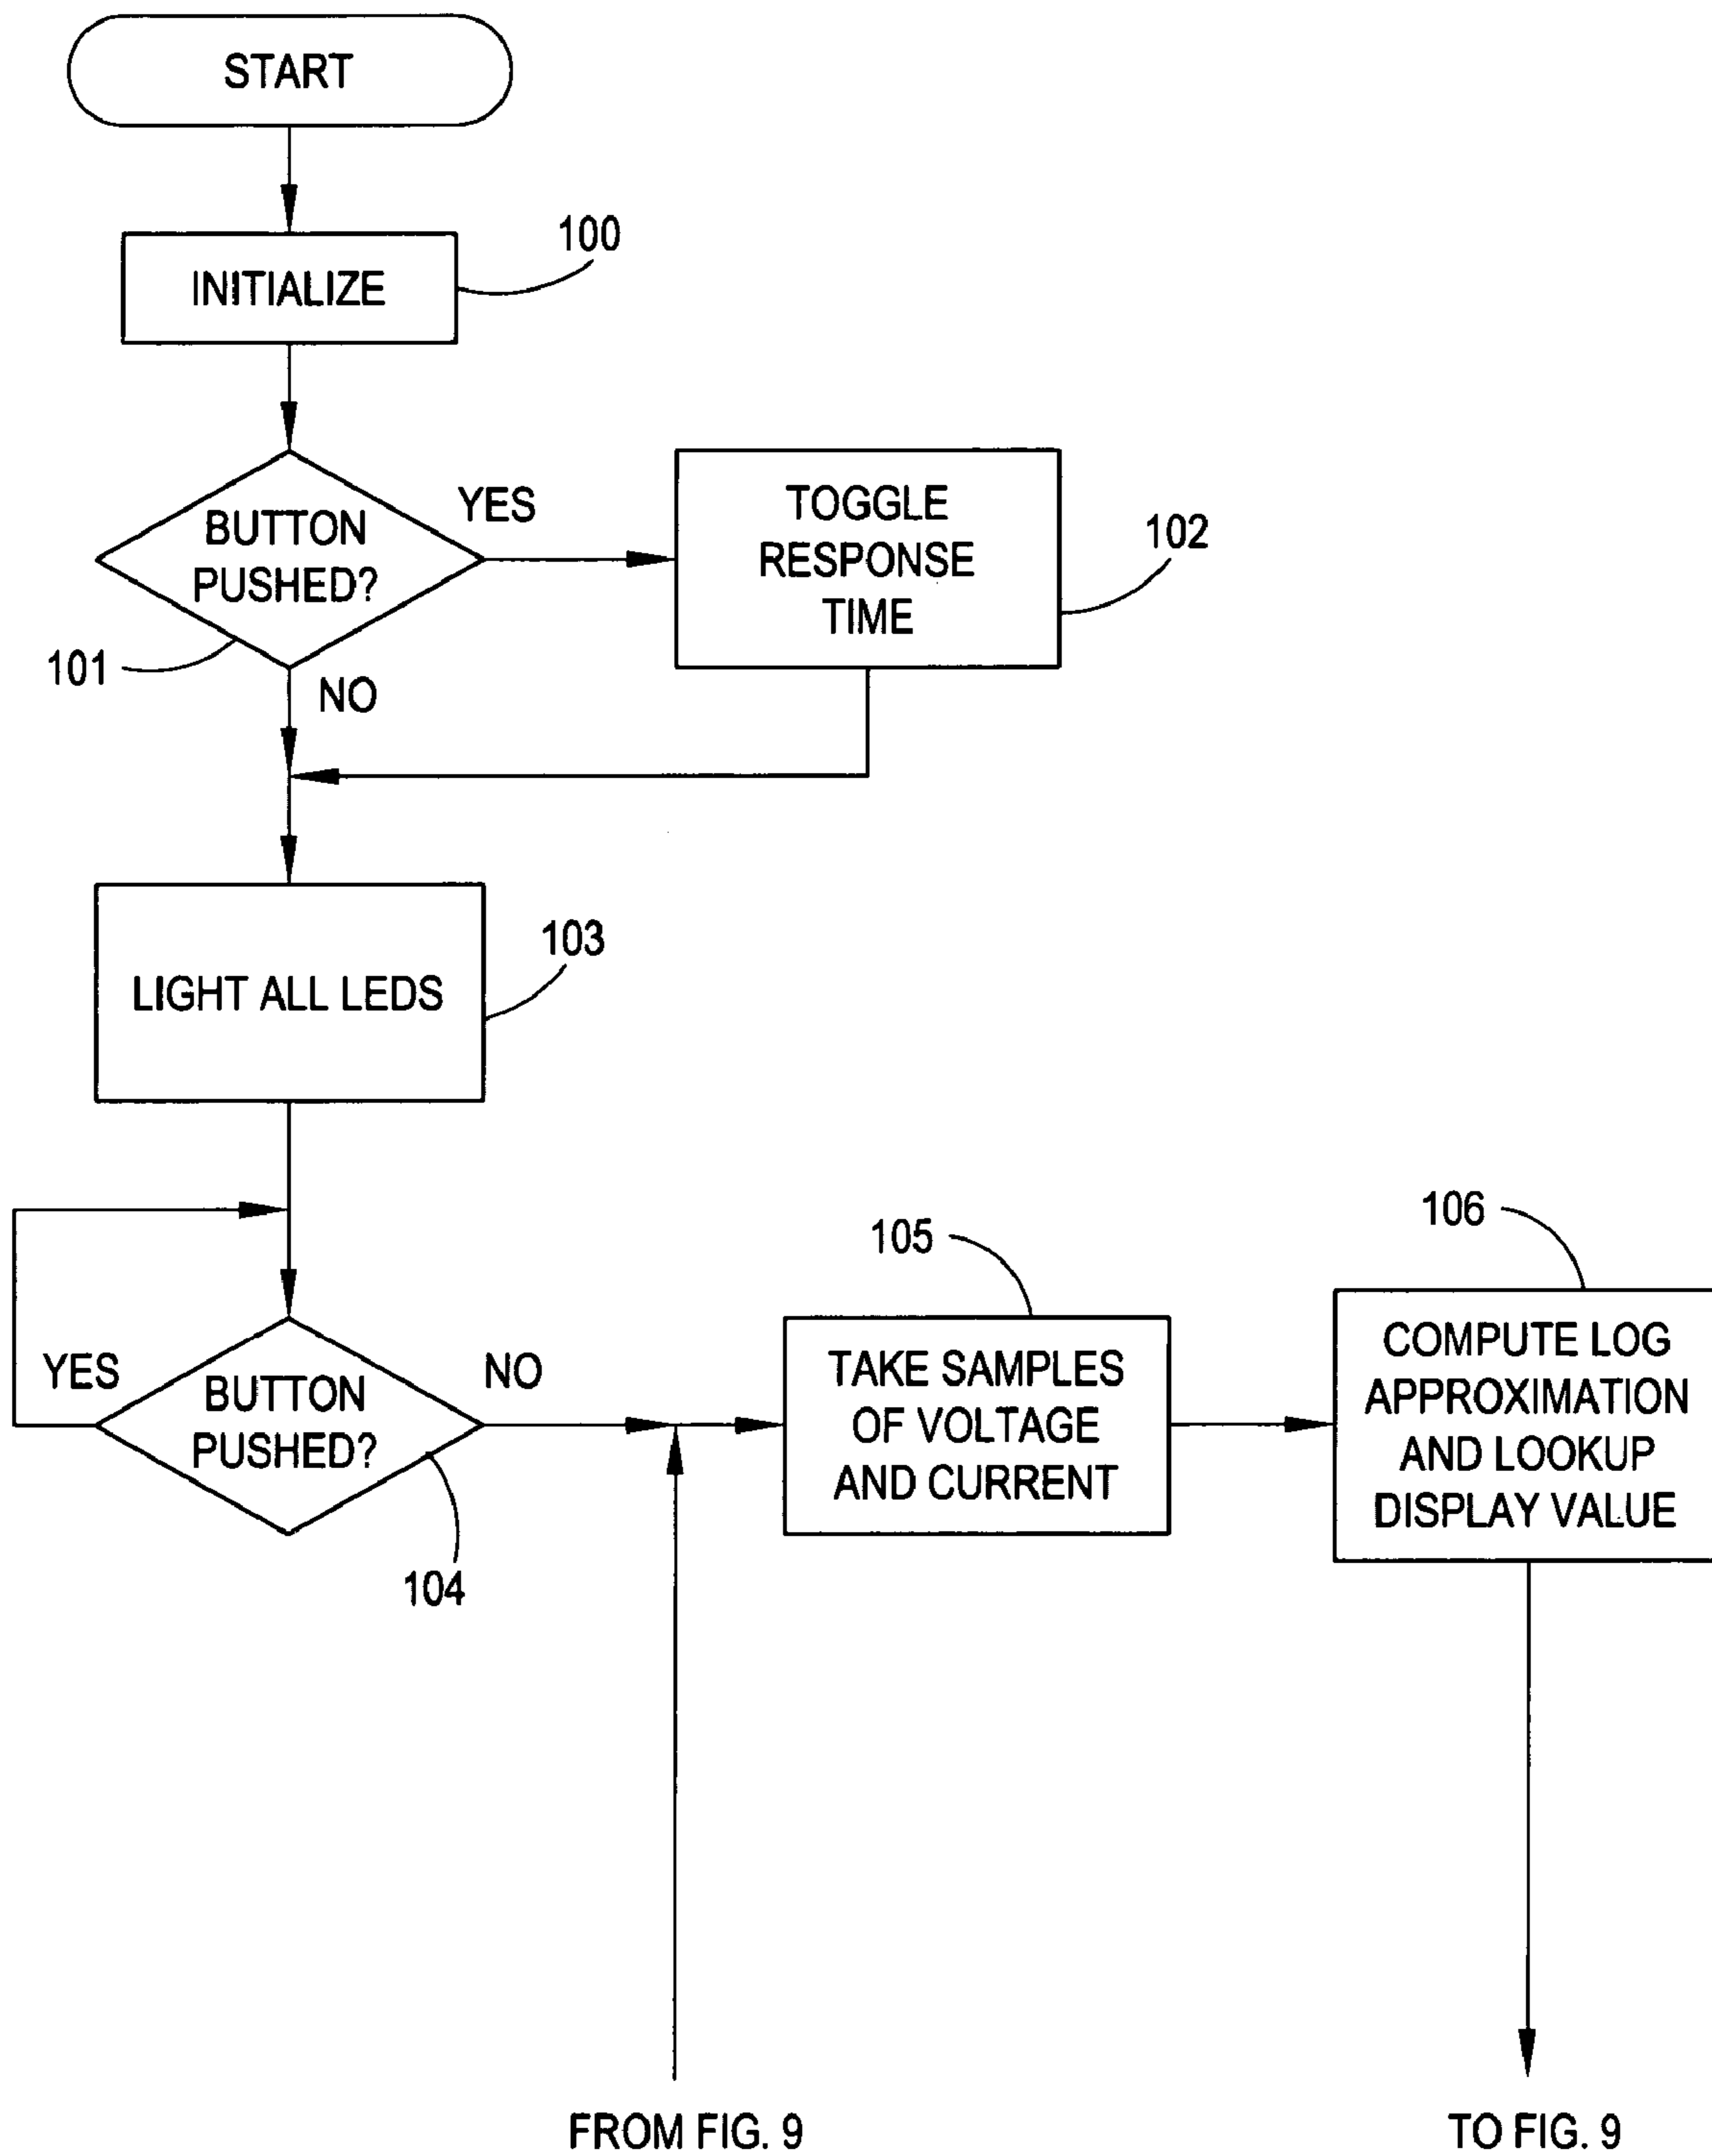 START
100
INITIALIZE
YES
BUTTON
PUSHED?
TOGGLE
RESPONSE
TIME
102
101
NO
103
LIGHT ALL LEDS
YES
BUTTON
PUSHED?
NO
104
105
TAKE SAMPLES
OF VOLTAGE
AND CURRENT
106
COMPUTE LOG
APPROXIMATION
AND LOOKUP
DISPLAY VALUE
FROM FIG. 9
TO FIG. 9